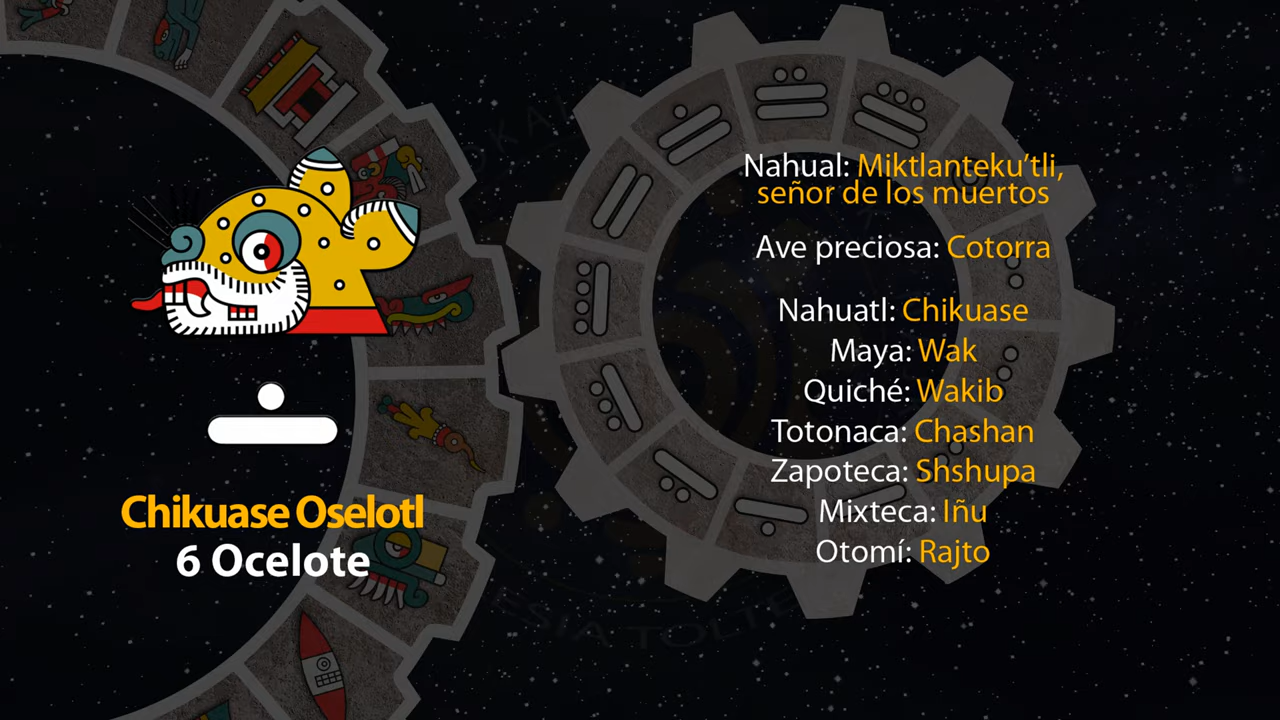 Chikuase Oselotl
6 Ocelote
Nahual: Miktlanteku’tli,
señor de los muertos
Ave preciosa: Cotorra
Nahuatl: Chikuase
Maya: Wak
Quiché: Wakib
Totonaca: Chashan
Zapoteca: Shshupa
Mixteca: Iñu
Otomí: Rajto